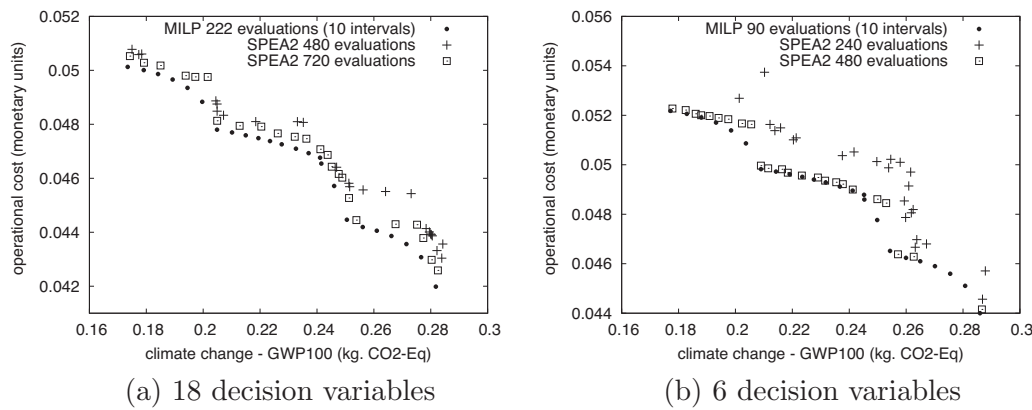 0.052
0.05
0.048
0.046
0.044
0.042
operational cost (monetary units)
MILP 222 evaluations (10 intervals)
SPEA2 480 evaluations
SPEA2 720 evaluations
0.16 0.18 0.2 0.22 0.24 0.26 0.28 0.3
climate change - GWP100 (kg. CO2-Eq)
(a) 18 decision variables
0.056
0.054
0.052
0.05
0.048
0.046
0.044
operational cost (monetary units)
MILP 90 evaluations (10 intervals)
SPEA2 240 evaluations
SPEA2 480 evaluations
0.16 0.18 0.2 0.22 0.24 0.26 0.28 0.3
climate change - GWP100 (kg. CO2-Eq)
(b) 6 decision variables